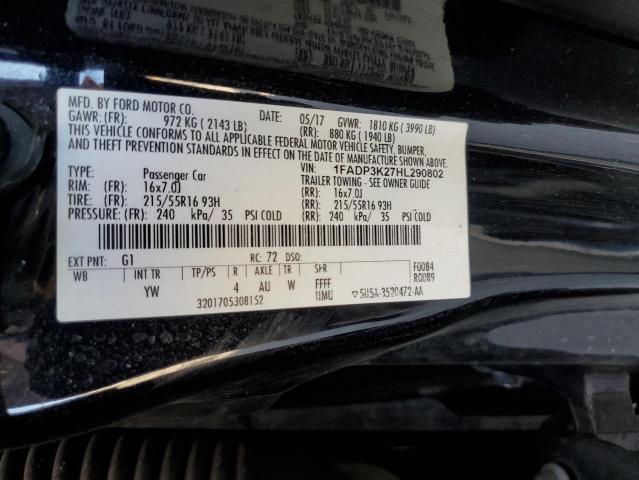 MFD. BY FORD MOTOR CO. 05/17 GVWR: 1810 KG ( 3990 LB)
GAWR: (FR): 972 KG ( 2143 LB) (RR): 880 KG ( 1940 LB)
THIS VEHICLE CONFORMS TO ALL APPLICABLE FEDERAL MOTOR VEHICLE SAFETY, BUMPER,
AND THEFT PREVENTION STANDARDS IN EFFECT ON THE DATE OF MANUFACTURE SHOWN ABOVE.
VIN: 1FADP3K27HL290802
TYPE: Passenger Car TRAILER TOWING - SEE OWNER GUIDE
RIM: (FR): 16x7.0J (RR): 16x7.0J
TIRE: (FR): 215/55R16 93H (RR): 215/55R16 93H
PRESSURE: (FR) 240 kPa/ 35 PSI COLD (RR) 240 kPa/ 35 PSI COLD
EXT PNT: G1 RC: 72 DSO: F0084
WB INT TR TP/PS R AXLE TR SPR R0089
YW 4 AU W FFFF
UMU
3201705308152